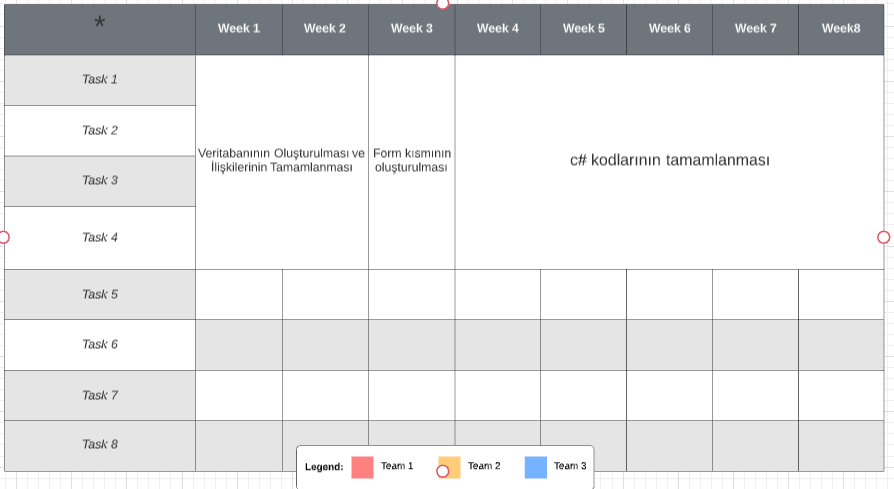 *
Week 1
Week 2
Week 3
Week 4
Week 5
Week 6
Week 7
Week8
Task 1
Task 2
Task 3
Task 4
Veritabanının Oluşturulması ve
İlişkilerinin Tamamlanması
Form kısmının
oluşturulması
c# kodlarının tamamlanması
Task 5
Task 6
Task 7
Task 8
Legend:
Team 1
Team 2
Team 3